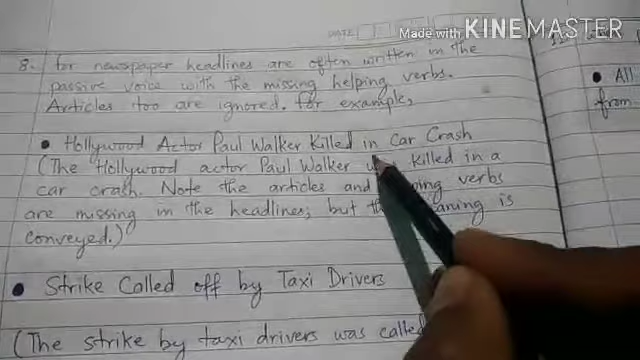 Made with KINEMASTER
DATE
8. for newspaper headlines are often written in the
passive voice with the missing helping verbs.
Articles too are ignored. for example,
• Hollywood Actor Paul Walker Killed in Car Crash
(The Hollywood actor Paul Walker killed in a
car crash. Note the articles and verbs
are missing in the headlines; but is
conveyed.)
• Strike Called off by Taxi Drivers
(The strike by taxi drivers was called
• All
from